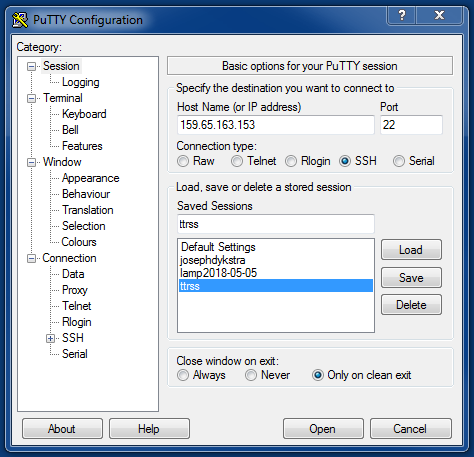 PuTTY Configuration
Category:
Session
Logging
Terminal
Keyboard
Bell
Features
Window
Appearance
Behaviour
Translation
Selection
Colours
Connection
Data
Proxy
Telnet
Rlogin
SSH
Serial
Basic options for your PuTTY session
Specify the destination you want to connect to
Host Name (or IP address) Port
159.65.163.153 22
Connection type:
Raw Telnet Rlogin SSH Serial
Load, save or delete a stored session
Saved Sessions
ttrss
Default Settings
josephdykstra
lamp2018-05-05
ttrss
Load
Save
Delete
Close window on exit:
Always Never Only on clean exit
About Help Open Cancel